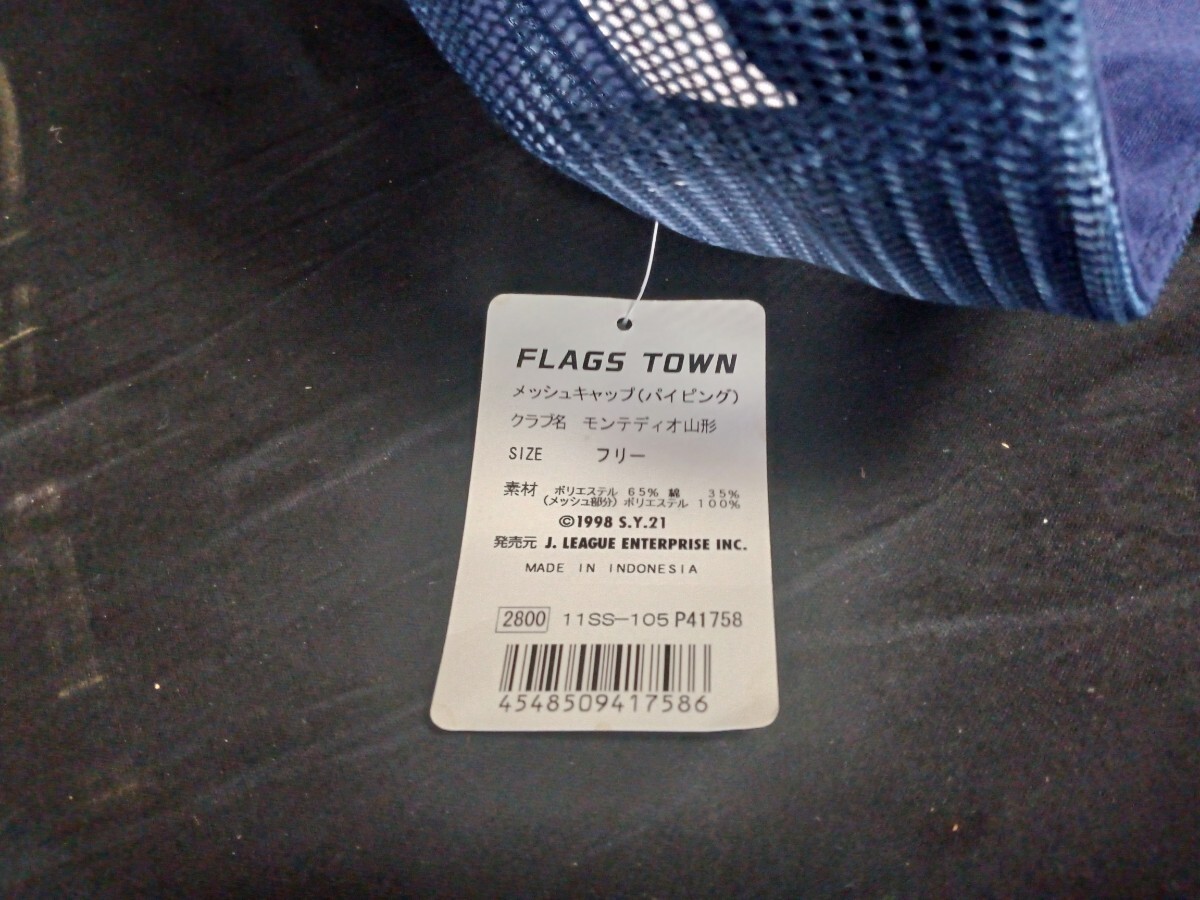 FLAGS TOWN
メッシュキャップ(パイピング)
クラブ名 モンテディオ山形
SIZE フリー
素材 ポリエステル 65% 綿 35%
(メッシュ部分) ポリエステル 100%
©1998 S.Y.21
発売元 J. LEAGUE ENTERPRISE INC.
MADE IN INDONESIA
2800 11SS-105 P41758
4548509417586